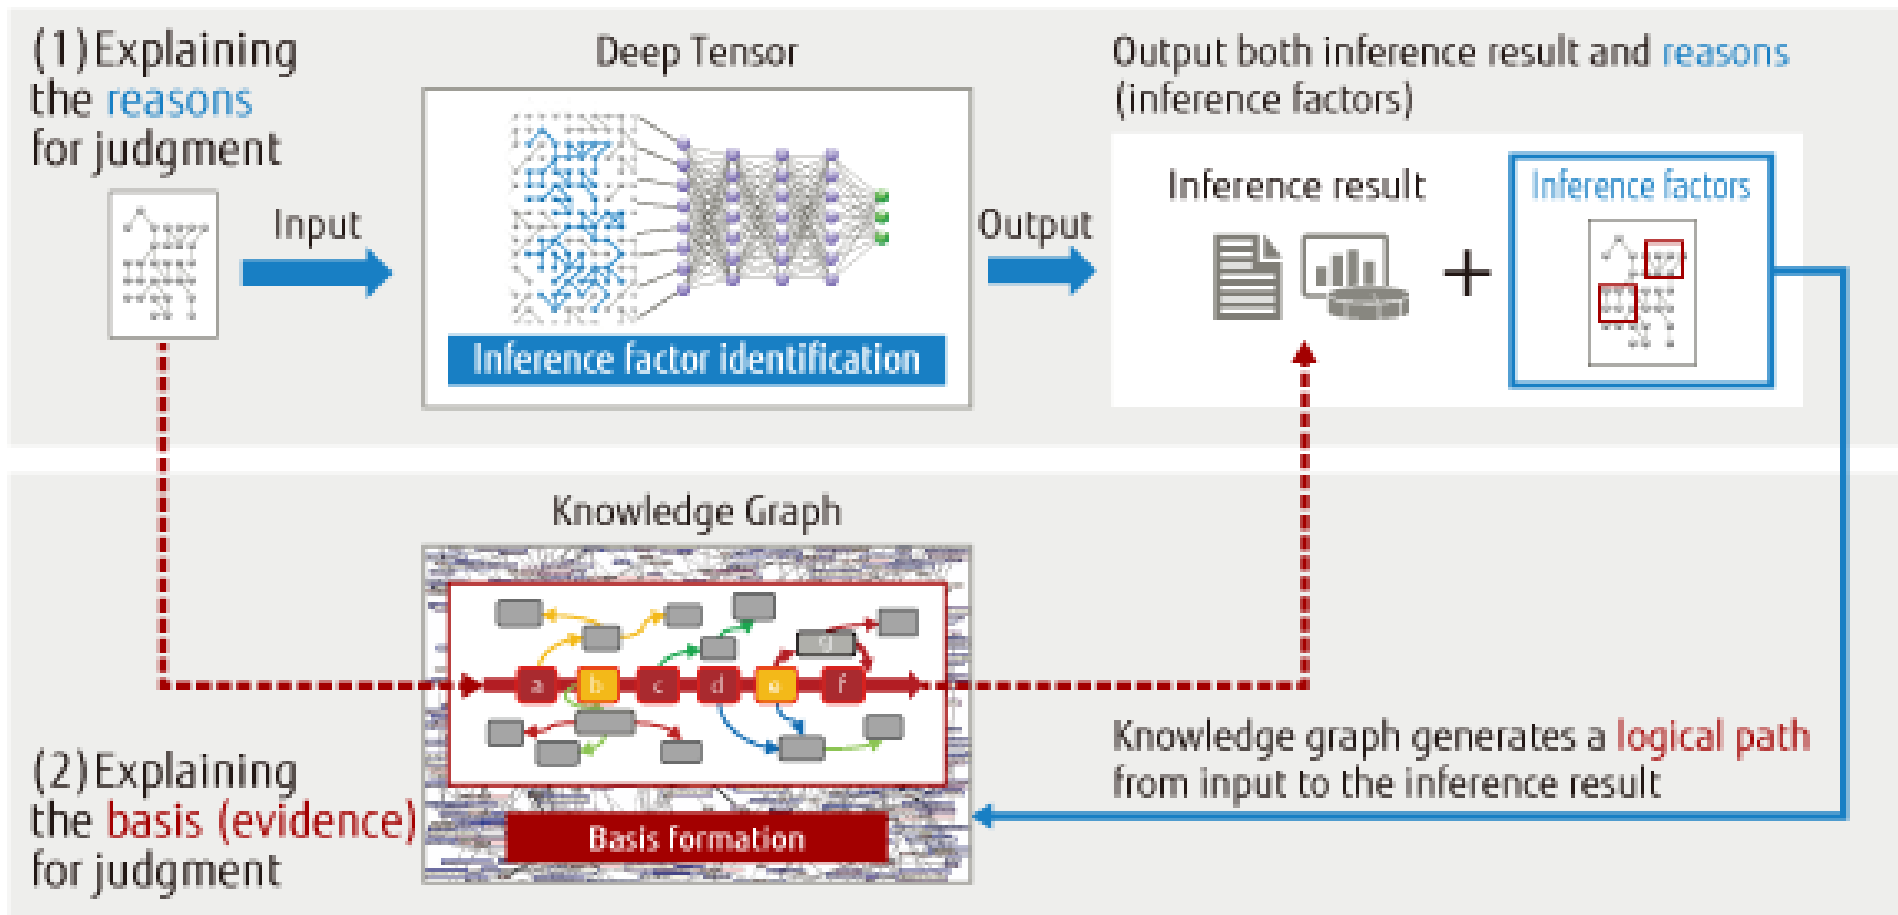 (1)Explaining
the reasons
for judgment
Input
Deep Tensor
Inference factor identification
Output
Output both inference result and reasons
(inference factors)
Inference result
+
Inference factors
Knowledge Graph
g
a b c d e f
Basis formation
(2)Explaining
the basis (evidence)
for judgment
Knowledge graph generates a logical path
from input to the inference result